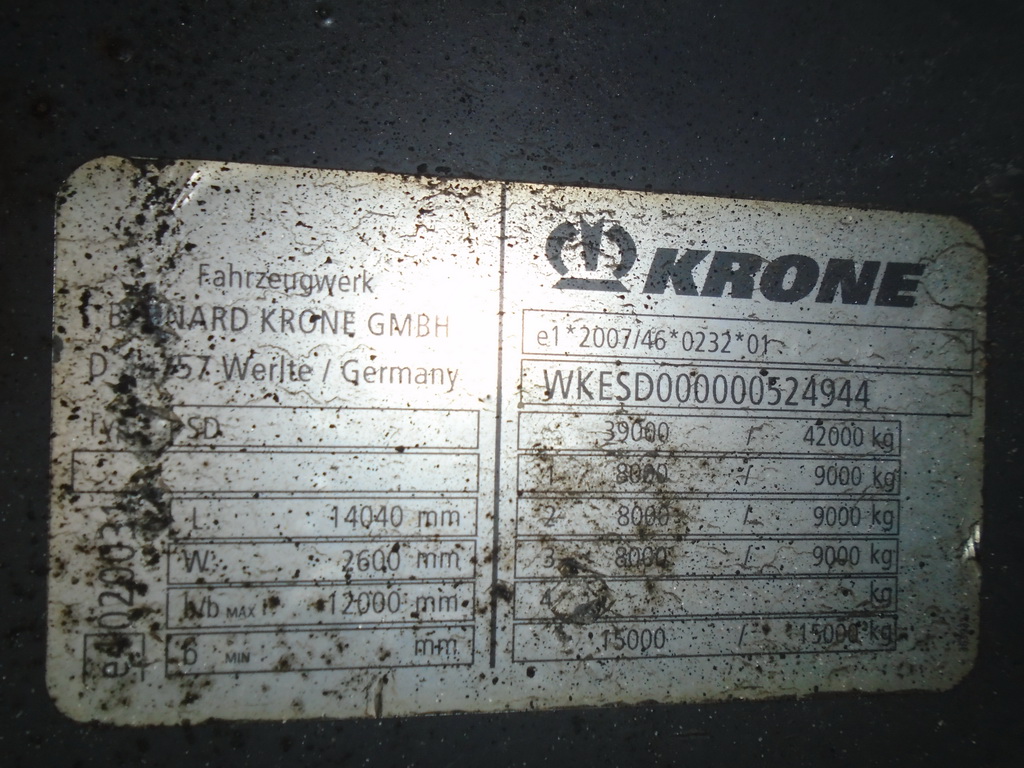 Fahrzeugwerk
KRONE GMBH
Werlte / Germany
SD
L: 14040 mm
W: 2600 mm
MAX 12000 mm
6 MIN mm
KRONE
e1*2007/46*0232*01
WKESD000000524944
39000 / 42000 kg
1 8000 / 9000 kg
2 8000 / 9000 kg
3 8000 / 9000 kg
4 kg
15000 / 15000 kg